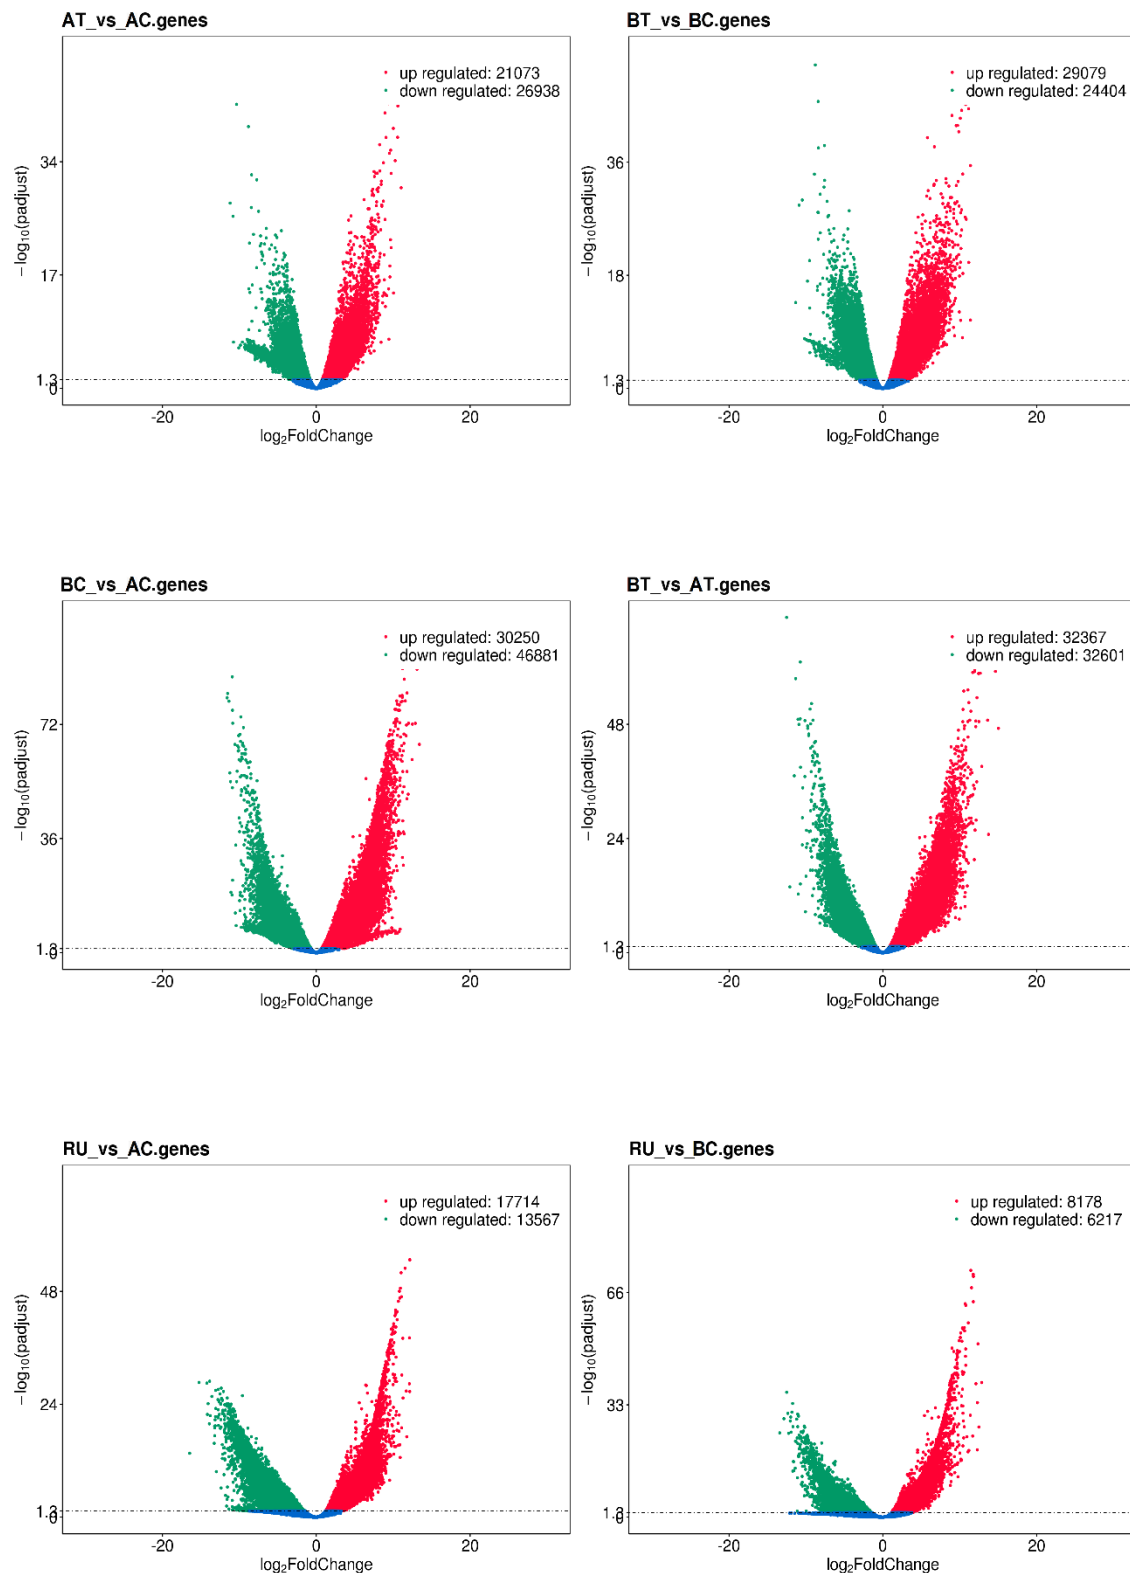 AT_vs_AC.genes
up regulated: 21073
down regulated: 26938
−log10(padjust)
34
17
1.3
0
-20 0 20
log2FoldChange
BT_vs_BC.genes
up regulated: 29079
down regulated: 24404
−log10(padjust)
36
18
1.3
0
-20 0 20
log2FoldChange
BC_vs_AC.genes
up regulated: 30250
down regulated: 46881
−log10(padjust)
72
36
1.3
0
-20 0 20
log2FoldChange
BT_vs_AT.genes
up regulated: 32367
down regulated: 32601
−log10(padjust)
48
24
1.3
0
-20 0 20
log2FoldChange
RU_vs_AC.genes
up regulated: 17714
down regulated: 13567
−log10(padjust)
48
24
1.3
0
-20 0 20
log2FoldChange
RU_vs_BC.genes
up regulated: 8178
down regulated: 6217
−log10(padjust)
66
33
1.3
0
-20 0 20
log2FoldChange